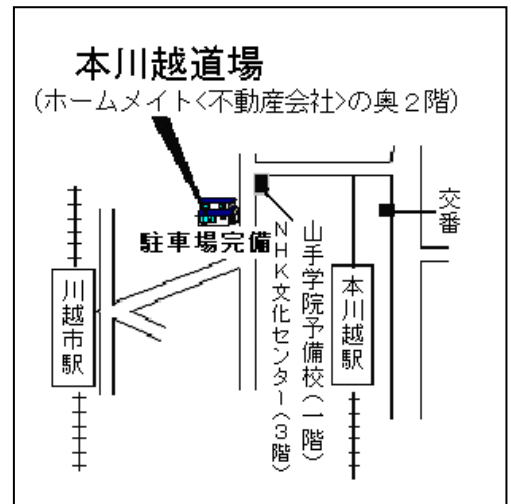 本川越道場
(ホームメイト<不動産会社>の奥２階)
駐車場完備
交番
山手学院予備校(一階)
NHK文化センター(3階)
本川越駅
川越市駅